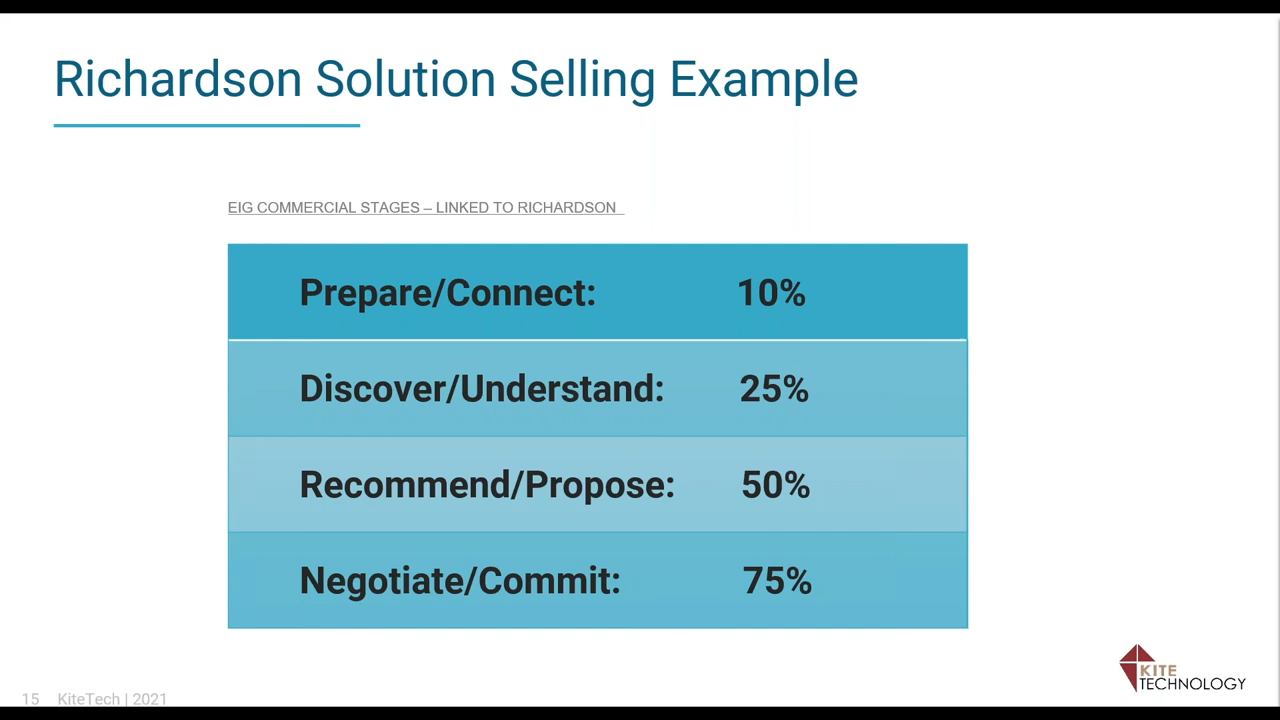 Richardson Solution Selling Example
EIG COMMERCIAL STAGES – LINKED TO RICHARDSON
Prepare/Connect: 10%
Discover/Understand: 25%
Recommend/Propose: 50%
Negotiate/Commit: 75%
KITE
TECHNOLOGY
15 KiteTech | 2021